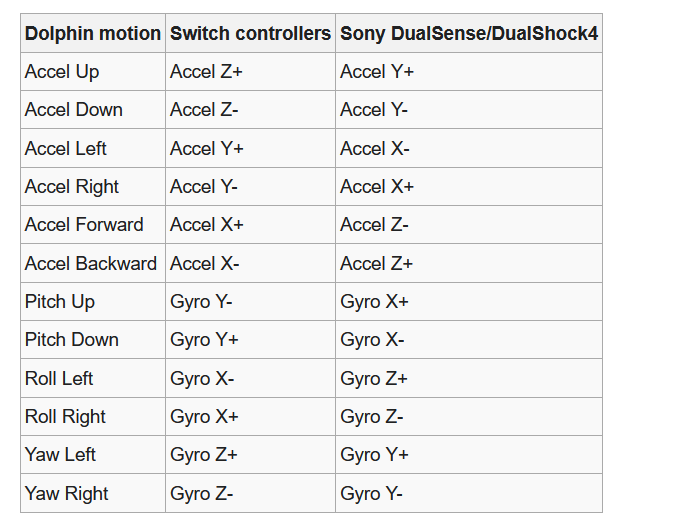 Dolphin motion Switch controllers Sony DualSense/DualShock4
Accel Up Accel Z+ Accel Y+
Accel Down Accel Z- Accel Y-
Accel Left Accel Y+ Accel X-
Accel Right Accel Y- Accel X+
Accel Forward Accel X+ Accel Z-
Accel Backward Accel X- Accel Z+
Pitch Up Gyro Y- Gyro X+
Pitch Down Gyro Y+ Gyro X-
Roll Left Gyro X- Gyro Z+
Roll Right Gyro X+ Gyro Z-
Yaw Left Gyro Z+ Gyro Y+
Yaw Right Gyro Z- Gyro Y-